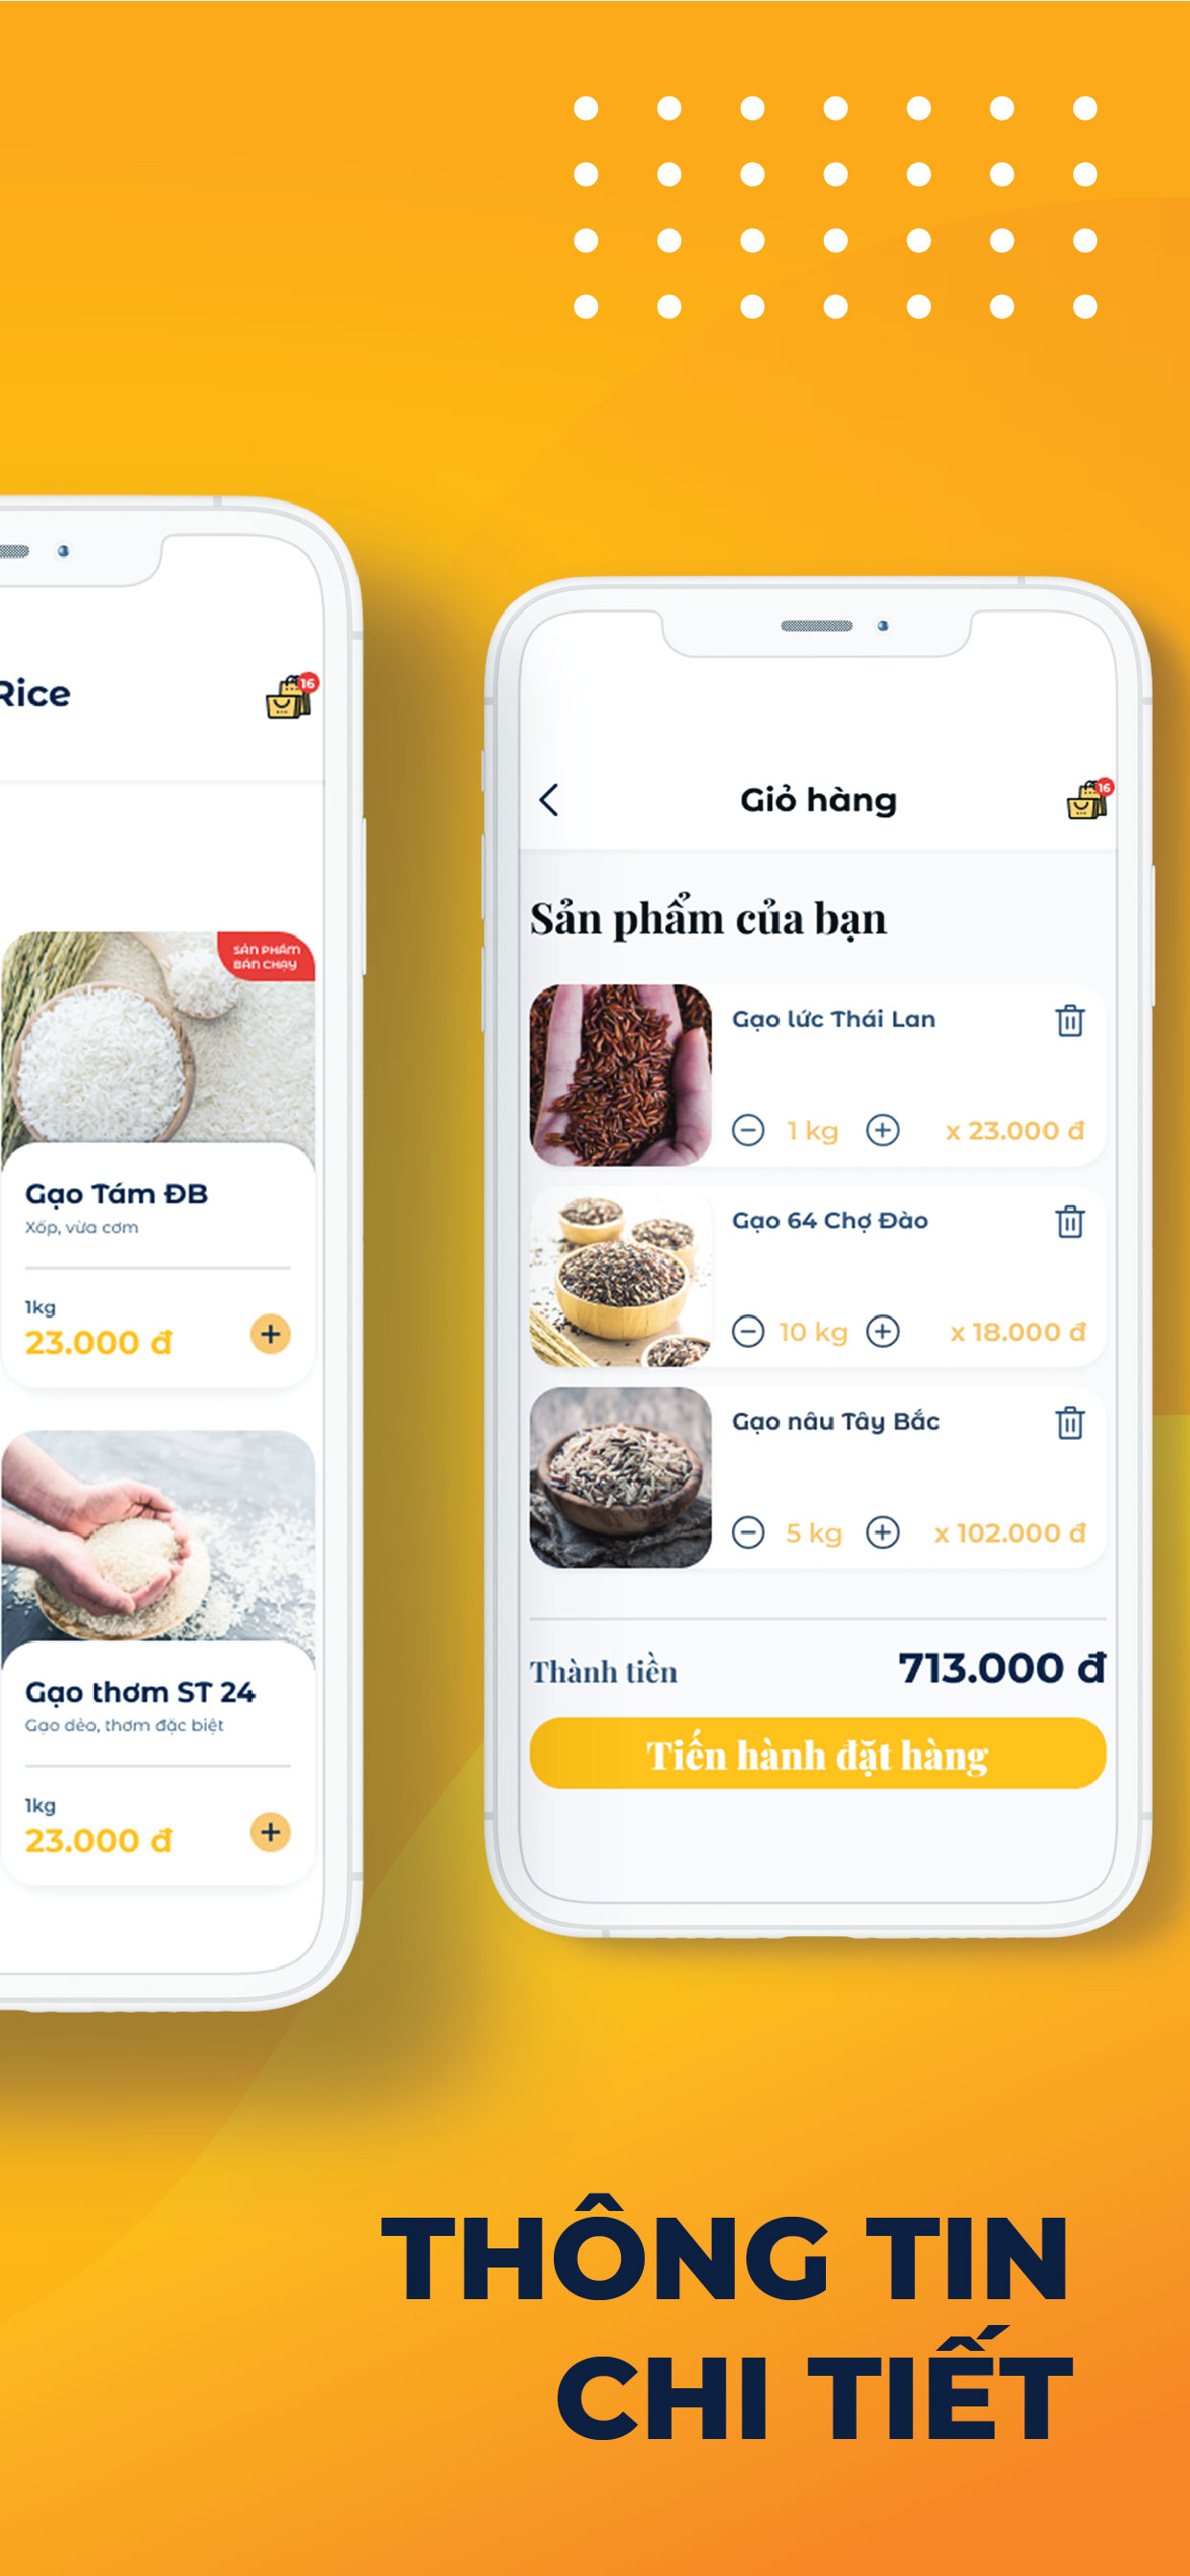 Rice
16
SẢN PHẨM
BÁN CHẠY
Gạo Tám ĐB
Xốp, vừa cơm
1kg
23.000 đ
+
Gạo thơm ST 24
Gạo dẻo, thơm đặc biệt
1kg
23.000 đ
+
Giỏ hàng
16
Sản phẩm của bạn
Gạo lức Thái Lan
1 kg x 23.000 đ
Gạo 64 Chợ Đào
10 kg x 18.000 đ
Gạo nâu Tây Bắc
5 kg x 102.000 đ
Thành tiền 713.000 đ
Tiến hành đặt hàng
THÔNG TIN
CHI TIẾT